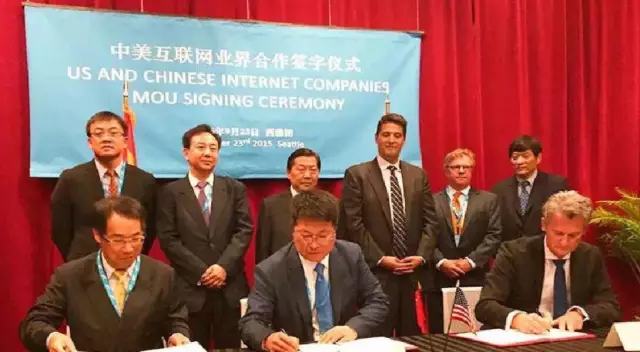 中美互联网业界合作签字仪式
US AND CHINESE INTERNET COMPANIES
MOU SIGNING CEREMONY
5年9月23日 西雅图
23rd 2015, Seattle